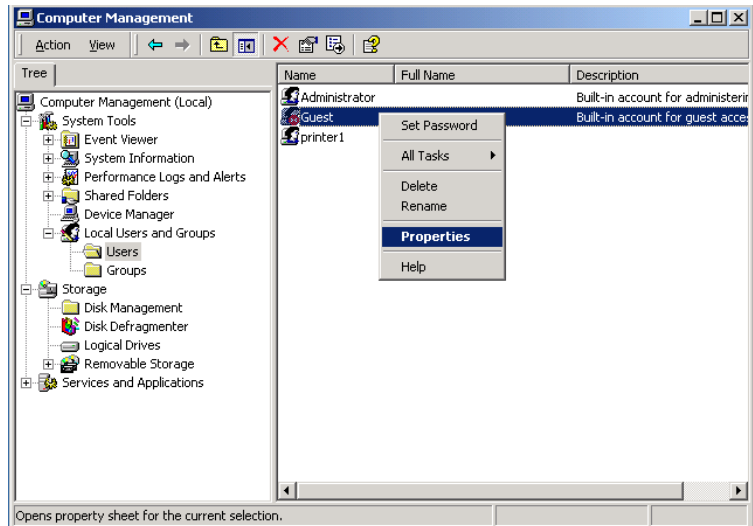 Computer Management
Action View
Tree
Name Full Name Description
Computer Management (Local)
System Tools
Event Viewer
System Information
Performance Logs and Alerts
Shared Folders
Device Manager
Local Users and Groups
Users
Groups
Storage
Disk Management
Disk Defragmenter
Logical Drives
Removable Storage
Services and Applications
Administrator Built-in account for administerin
Guest Built-in account for guest acce
printer1
Set Password
All Tasks
Delete
Rename
Properties
Help
Opens property sheet for the current selection.